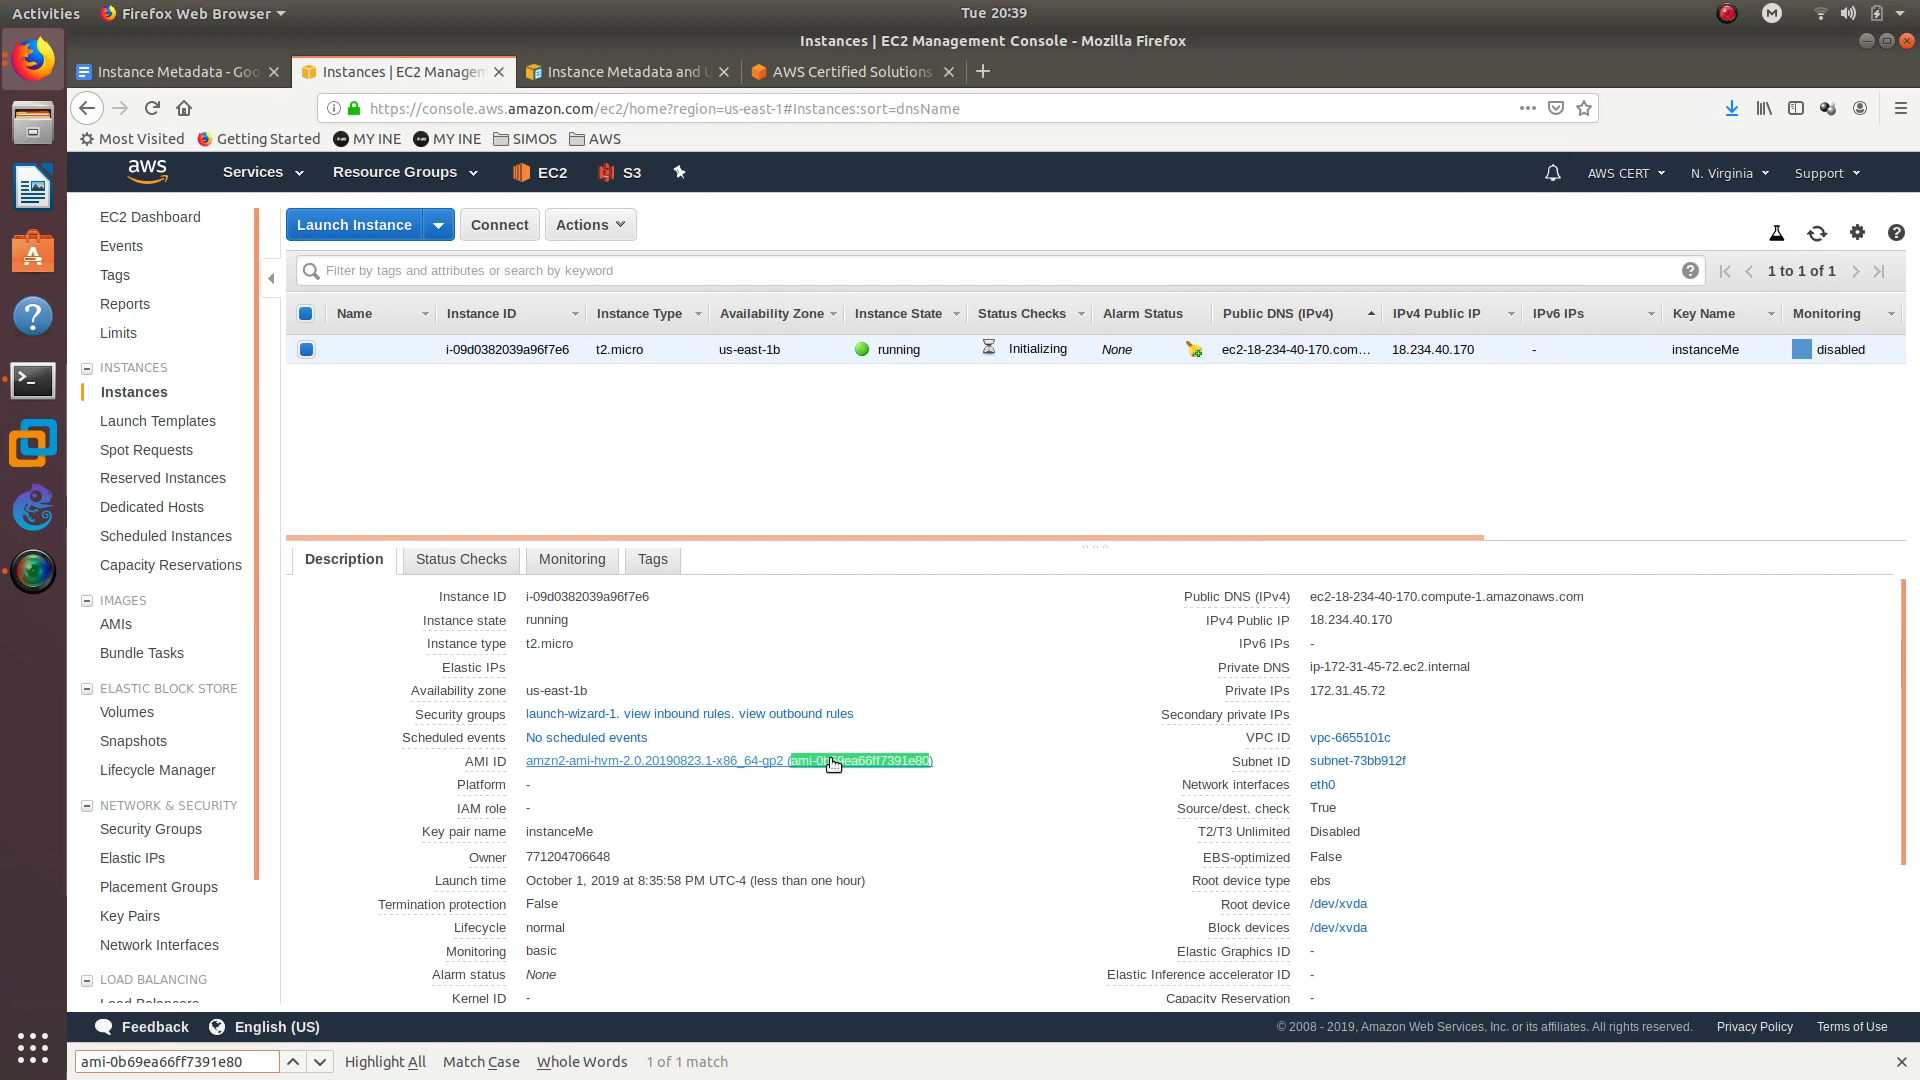 Activities Firefox Web Browser Tue 20:39 M
Instances | EC2 Management Console - Mozilla Firefox
Instance Metadata - Goo Instances | EC2 Managem Instance Metadata and U AWS Certified Solutions
https://console.aws.amazon.com/ec2/home?region=us-east-1#Instances:sort=dnsName
Most Visited Getting Started MY INE MY INE SIMOS AWS
aws Services Resource Groups EC2 S3 AWS CERT N. Virginia Support
Launch Instance Connect Actions
Filter by tags and attributes or search by keyword 1 to 1 of 1
Name Instance ID Instance Type Availability Zone Instance State Status Checks Alarm Status Public DNS (IPv4) IPv4 Public IP IPv6 IPs Key Name Monitoring
i-09d0382039a96f7e6 t2.micro us-east-1b running Initializing None ec2-18-234-40-170.com... 18.234.40.170 - instanceMe disabled
EC2 Dashboard
Events
Tags
Reports
Limits
INSTANCES
Instances
Launch Templates
Spot Requests
Reserved Instances
Dedicated Hosts
Scheduled Instances
Capacity Reservations
IMAGES
AMIs
Bundle Tasks
ELASTIC BLOCK STORE
Volumes
Snapshots
Lifecycle Manager
NETWORK & SECURITY
Security Groups
Elastic IPs
Placement Groups
Key Pairs
Network Interfaces
LOAD BALANCING
Load Balancers
Description Status Checks Monitoring Tags
Instance ID i-09d0382039a96f7e6
Instance state running
Instance type t2.micro
Elastic IPs
Availability zone us-east-1b
Security groups launch-wizard-1. view inbound rules. view outbound rules
Scheduled events No scheduled events
AMI ID amzn2-ami-hvm-2.0.20190823.1-x86_64-gp2 (ami-0b69ea66ff7391e80)
Platform -
IAM role -
Key pair name instanceMe
Owner 771204706648
Launch time October 1, 2019 at 8:35:58 PM UTC-4 (less than one hour)
Termination protection False
Lifecycle normal
Monitoring basic
Alarm status None
Kernel ID -
Public DNS (IPv4) ec2-18-234-40-170.compute-1.amazonaws.com
IPv4 Public IP 18.234.40.170
IPv6 IPs -
Private DNS ip-172-31-45-72.ec2.internal
Private IPs 172.31.45.72
Secondary private IPs
VPC ID vpc-6655101c
Subnet ID subnet-73bb912f
Network interfaces eth0
Source/dest. check True
T2/T3 Unlimited Disabled
EBS-optimized False
Root device type ebs
Root device /dev/xvda
Block devices /dev/xvda
Elastic Graphics ID -
Elastic Inference accelerator ID -
Capacity Reservation -
Feedback English (US) © 2008 - 2019, Amazon Web Services, Inc. or its affiliates. All rights reserved. Privacy Policy Terms of Use
ami-0b69ea66ff7391e80 Highlight All Match Case Whole Words 1 of 1 match